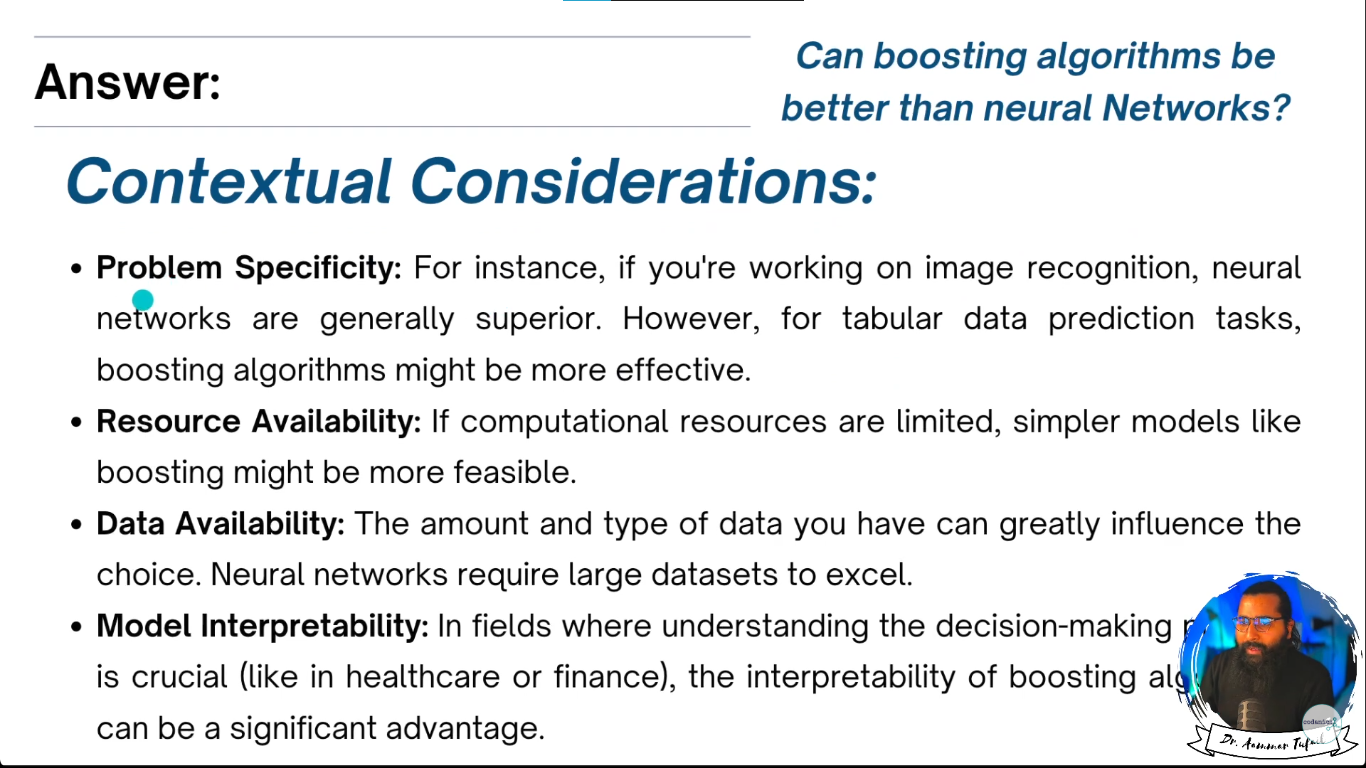 Answer:
Can boosting algorithms be
better than neural Networks?
Contextual Considerations:
• Problem Specificity: For instance, if you're working on image recognition, neural
networks are generally superior. However, for tabular data prediction tasks,
boosting algorithms might be more effective.
• Resource Availability: If computational resources are limited, simpler models like
boosting might be more feasible.
• Data Availability: The amount and type of data you have can greatly influence the
choice. Neural networks require large datasets to excel.
• Model Interpretability: In fields where understanding the decision-making
is crucial (like in healthcare or finance), the interpretability of boosting
can be a significant advantage.
codanics
Dr. Aammar Tufail